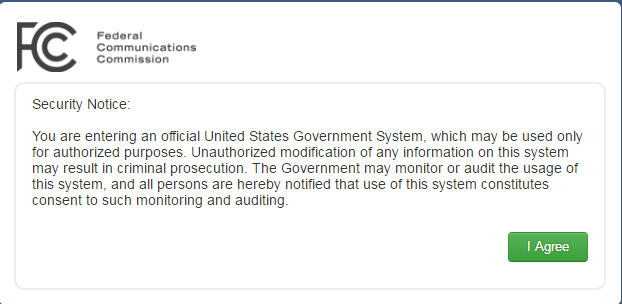 FCC
Federal
Communications
Commission
Security Notice:
You are entering an official United States Government System, which may be used only
for authorized purposes. Unauthorized modification of any information on this system
may result in criminal prosecution. The Government may monitor or audit the usage of
this system, and all persons are hereby notified that use of this system constitutes
consent to such monitoring and auditing.
I Agree